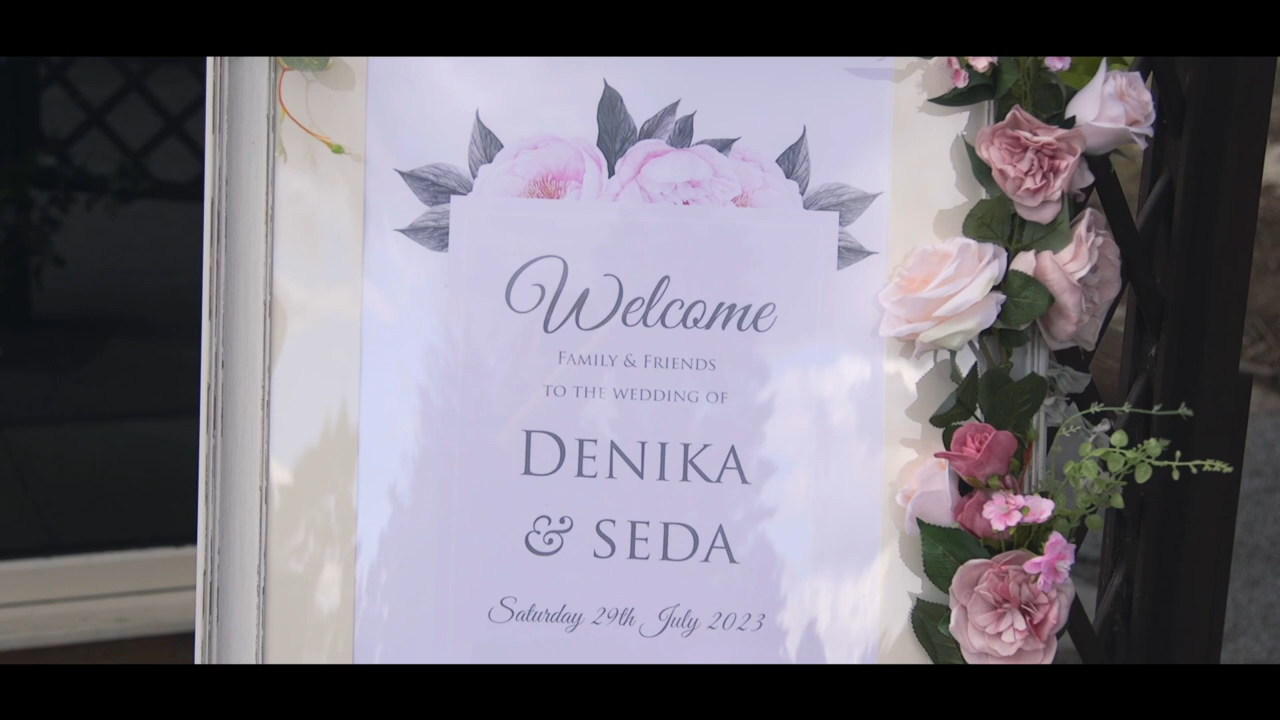 Welcome
FAMILY & FRIENDS
TO THE WEDDING OF
DENIKA
& SEDA
Saturday 29th July 2023